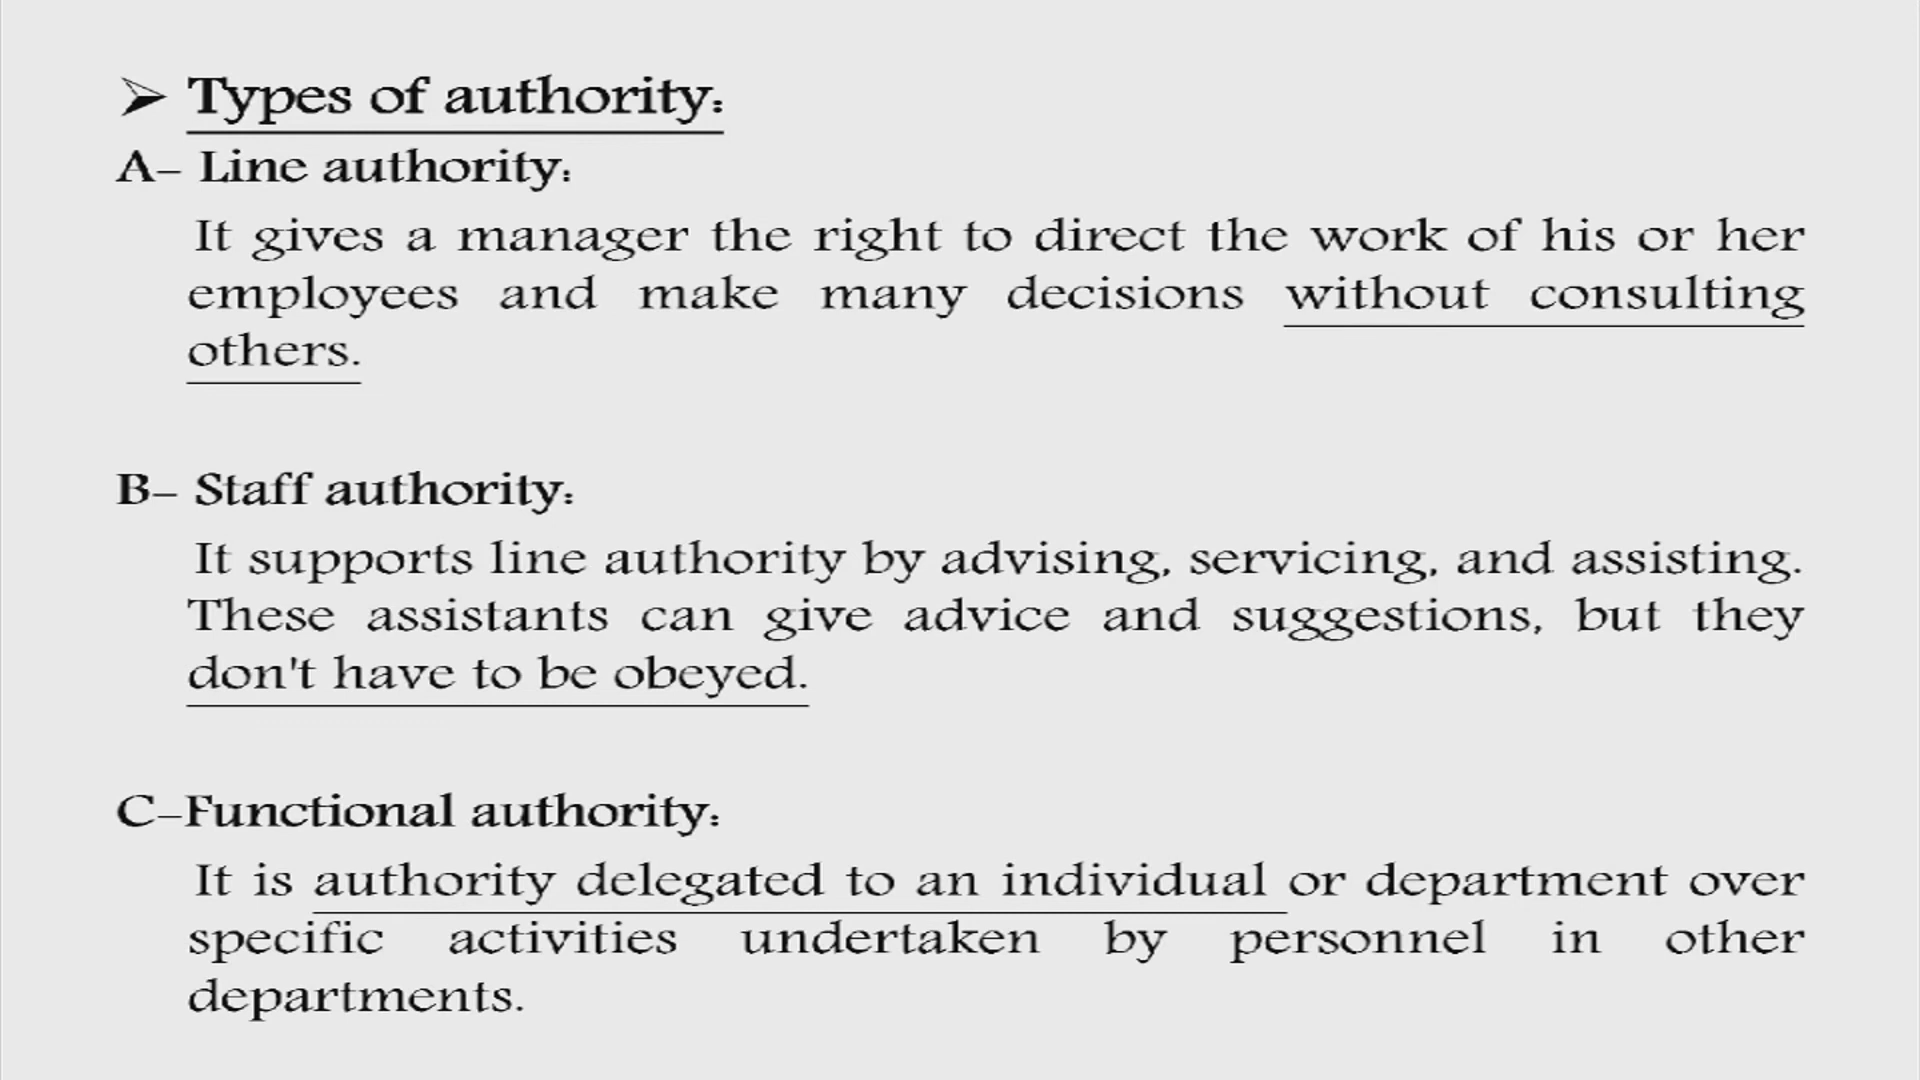 ➢ Types of authority:
A- Line authority:
It gives a manager the right to direct the work of his or her
employees and make many decisions without consulting
others.
B- Staff authority:
It supports line authority by advising, servicing, and assisting.
These assistants can give advice and suggestions, but they
don't have to be obeyed.
C-Functional authority:
It is authority delegated to an individual or department over
specific activities undertaken by personnel in other
departments.